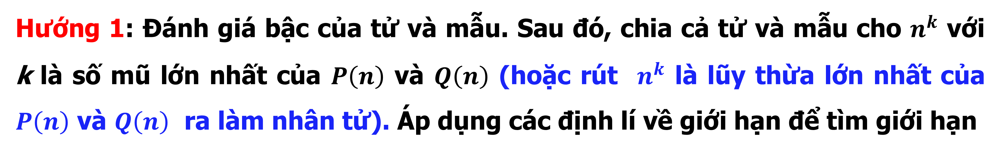 Hướng 1: Đánh giá bậc của tử và mẫu. Sau đó, chia cả tử và mẫu cho $n^k$ với
k là số mũ lớn nhất của $P(n)$ và $Q(n)$ (hoặc rút $n^k$ là lũy thừa lớn nhất của
$P(n)$ và $Q(n)$ ra làm nhân tử). Áp dụng các định lí về giới hạn để tìm giới hạn